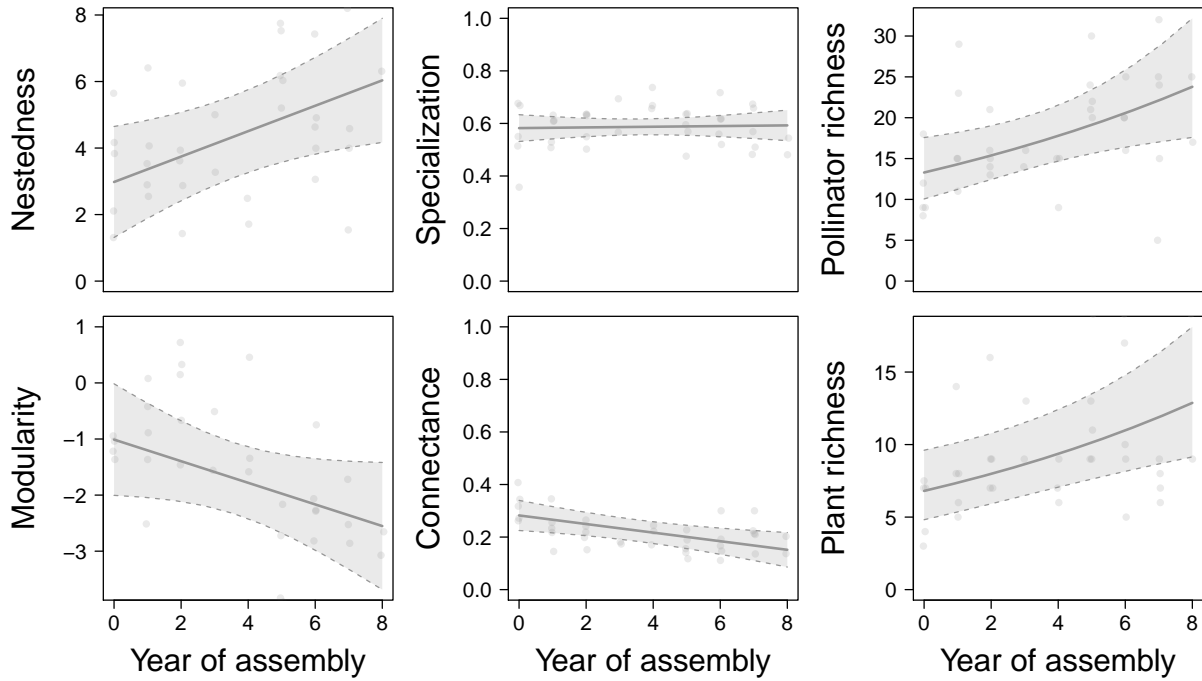 Nestedness
8
6
4
2
0
Specialization
1.0
0.8
0.6
0.4
0.2
0.0
Pollinator richness
30
25
20
15
10
5
0
Modularity
1
0
−1
−2
−3
0 2 4 6 8
Year of assembly
Connectance
1.0
0.8
0.6
0.4
0.2
0.0
0 2 4 6 8
Year of assembly
Plant richness
15
10
5
0
0 2 4 6 8
Year of assembly